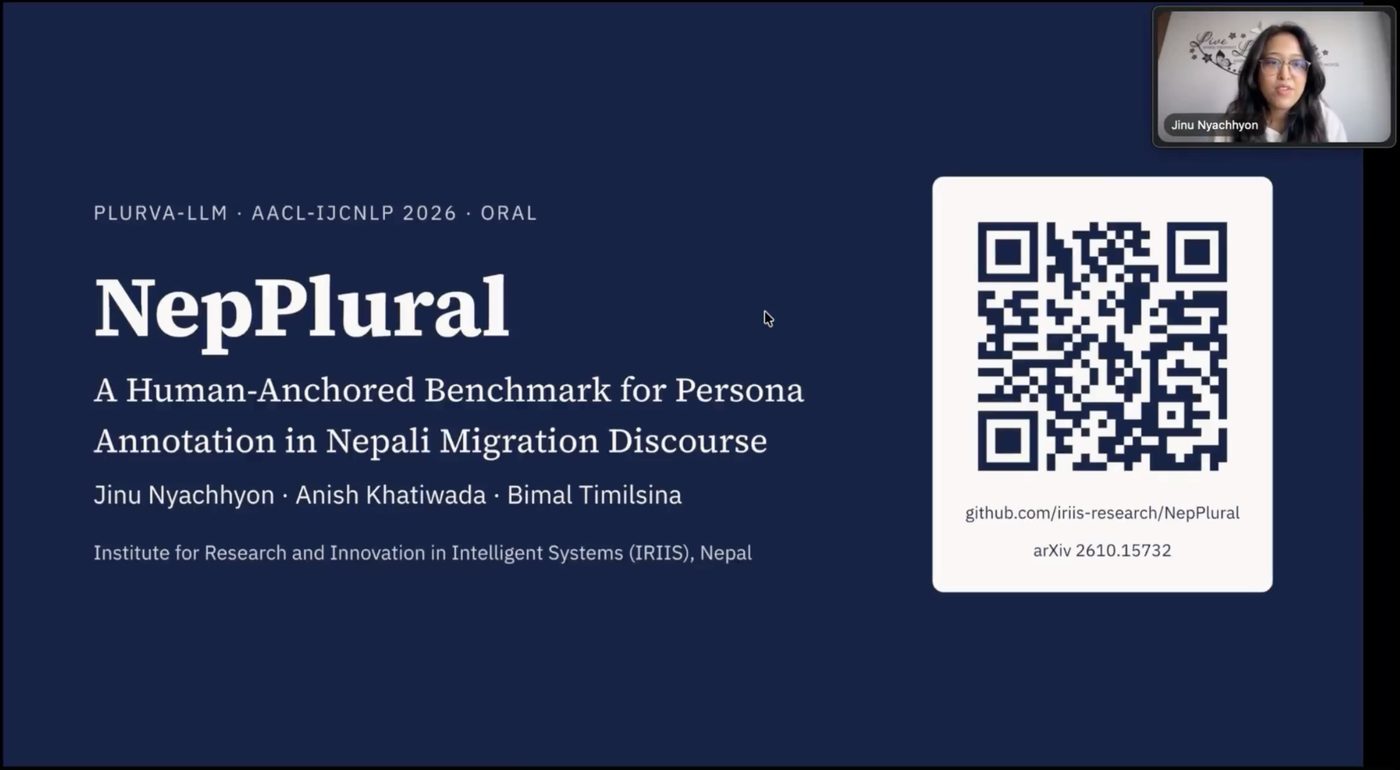 PLURVA-LLM · AACL-IJCNLP 2026 · ORAL
NepPlural
A Human-Anchored Benchmark for Persona
Annotation in Nepali Migration Discourse
Jinu Nyachhyon · Anish Khatiwada · Bimal Timilsina
Institute for Research and Innovation in Intelligent Systems (IRIIS), Nepal
github.com/iriis-research/NepPlural
arXiv 2610.15732
Live
Jinu Nyachhyon